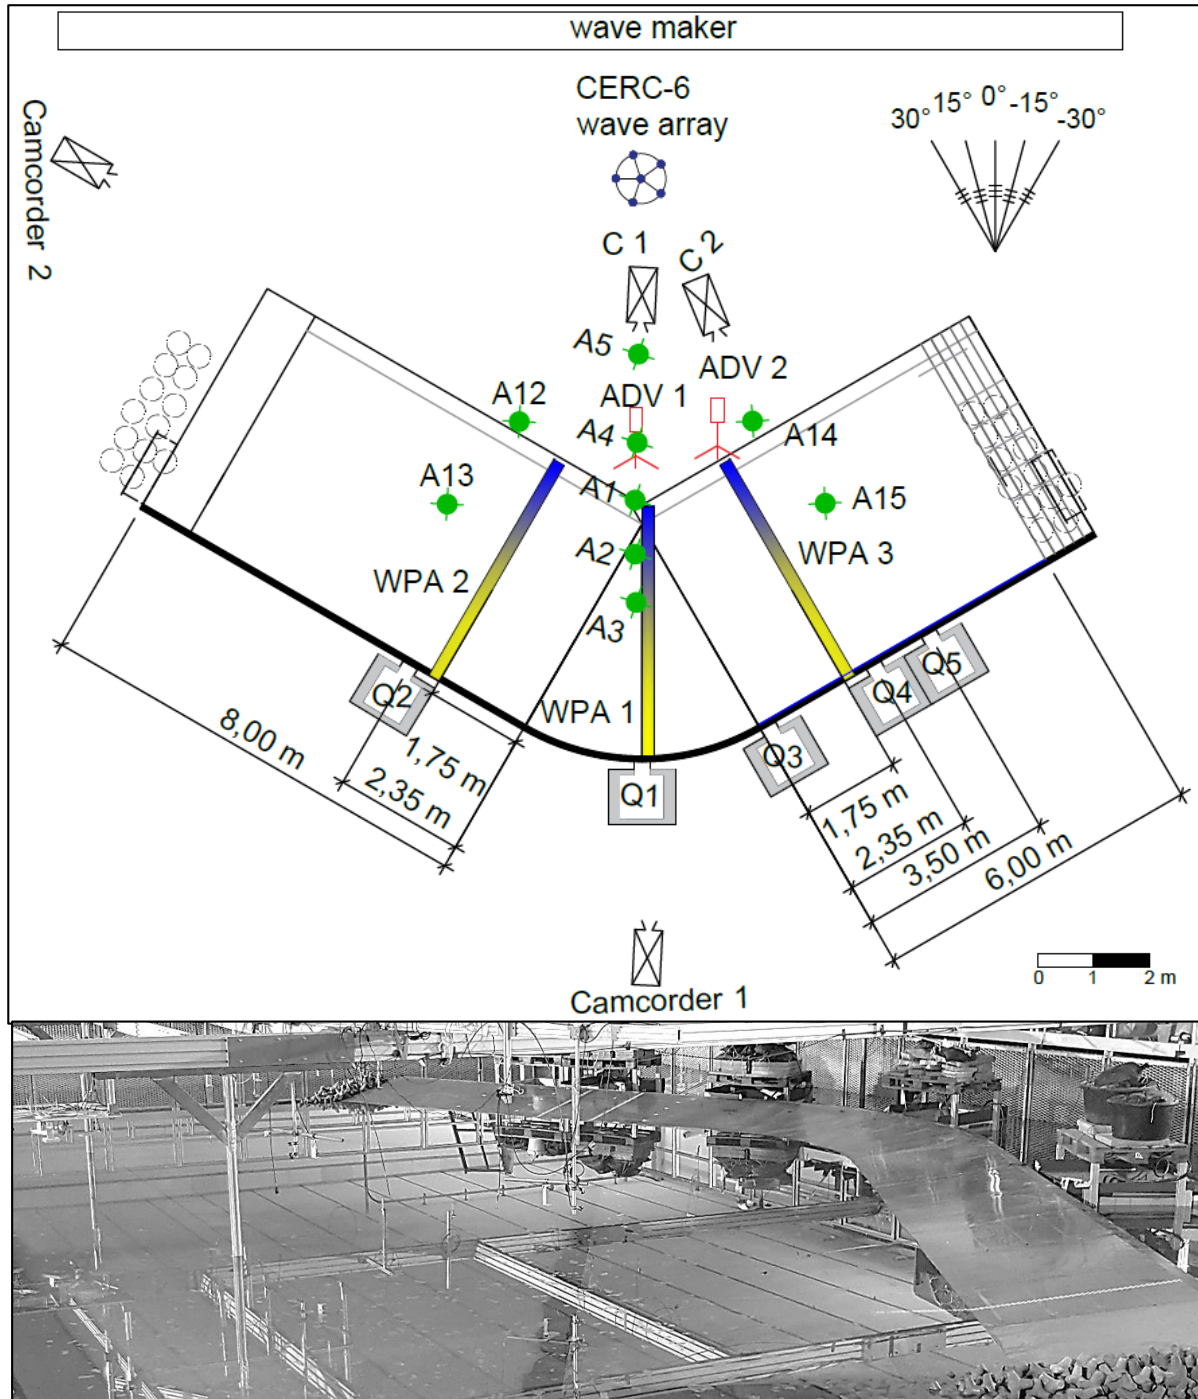 wave maker
CERC-6
wave array
30° 15° 0° -15° -30°
Camcorder 2
C 1
C 2
A5
ADV 2
ADV 1
A12
A4
A14
A13
A1
A15
A2
WPA 3
WPA 2
A3
Q5
Q4
Q2
WPA 1
Q3
8,00 m
1,75 m
2,35 m
Q1
1,75 m
2,35 m
3,50 m
6,00 m
0 1 2 m
Camcorder 1